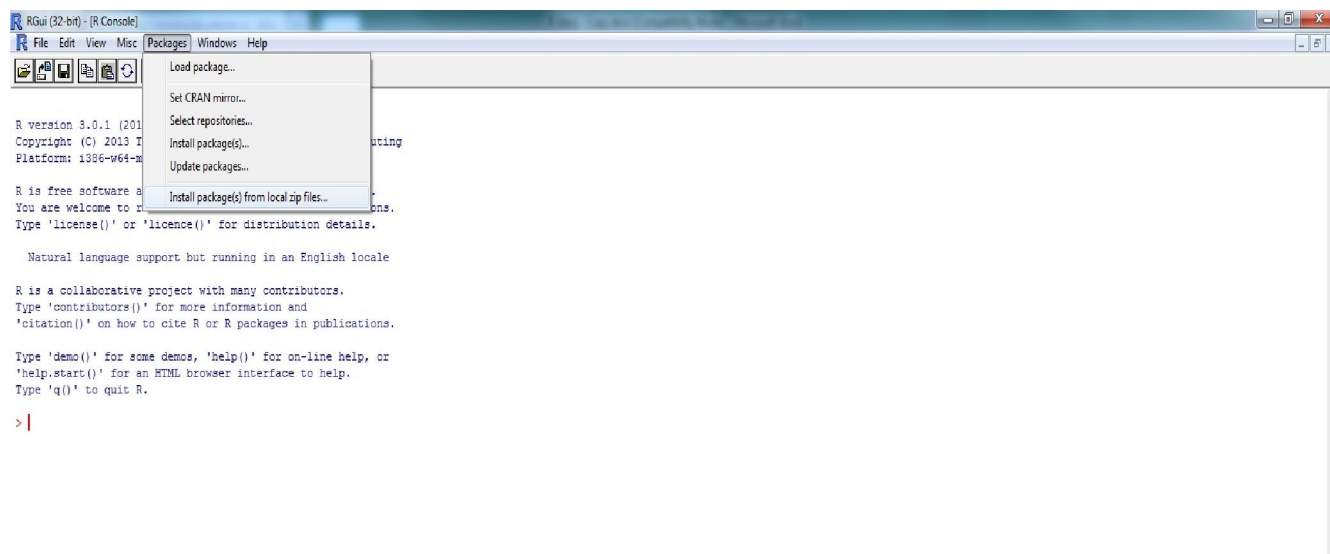 RGui (32-bit) - [R Console]
File Edit View Misc Packages Windows Help
Load package...
Set CRAN mirror...
Select repositories...
Install package(s)...
Update packages...
Install package(s) from local zip files...
R version 3.0.1 (201
Copyright (C) 2013 T uting
Platform: i386-w64-m
R is free software a .
You are welcome to r ons.
Type 'license()' or 'licence()' for distribution details.
Natural language support but running in an English locale
R is a collaborative project with many contributors.
Type 'contributors()' for more information and
'citation()' on how to cite R or R packages in publications.
Type 'demo()' for some demos, 'help()' for on-line help, or
'help.start()' for an HTML browser interface to help.
Type 'q()' to quit R.
>